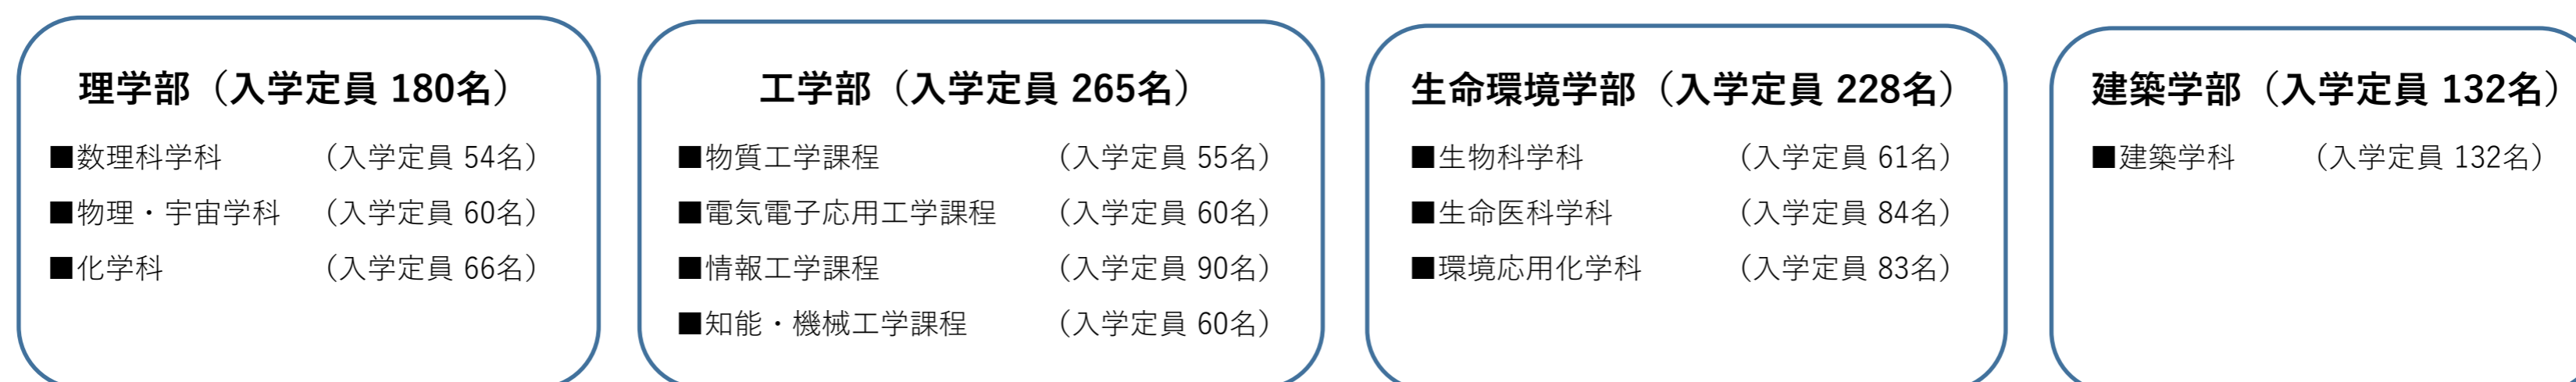 理学部（入学定員 180名）
■数理科学科 （入学定員 54名）
■物理・宇宙学科 （入学定員 60名）
■化学科 （入学定員 66名）
工学部（入学定員 265名）
■物質工学課程 （入学定員 55名）
■電気電子応用工学課程 （入学定員 60名）
■情報工学課程 （入学定員 90名）
■知能・機械工学課程 （入学定員 60名）
生命環境学部（入学定員 228名）
■生物科学科 （入学定員 61名）
■生命医科学科 （入学定員 84名）
■環境応用化学科 （入学定員 83名）
建築学部（入学定員 132名）
■建築学科 （入学定員 132名）